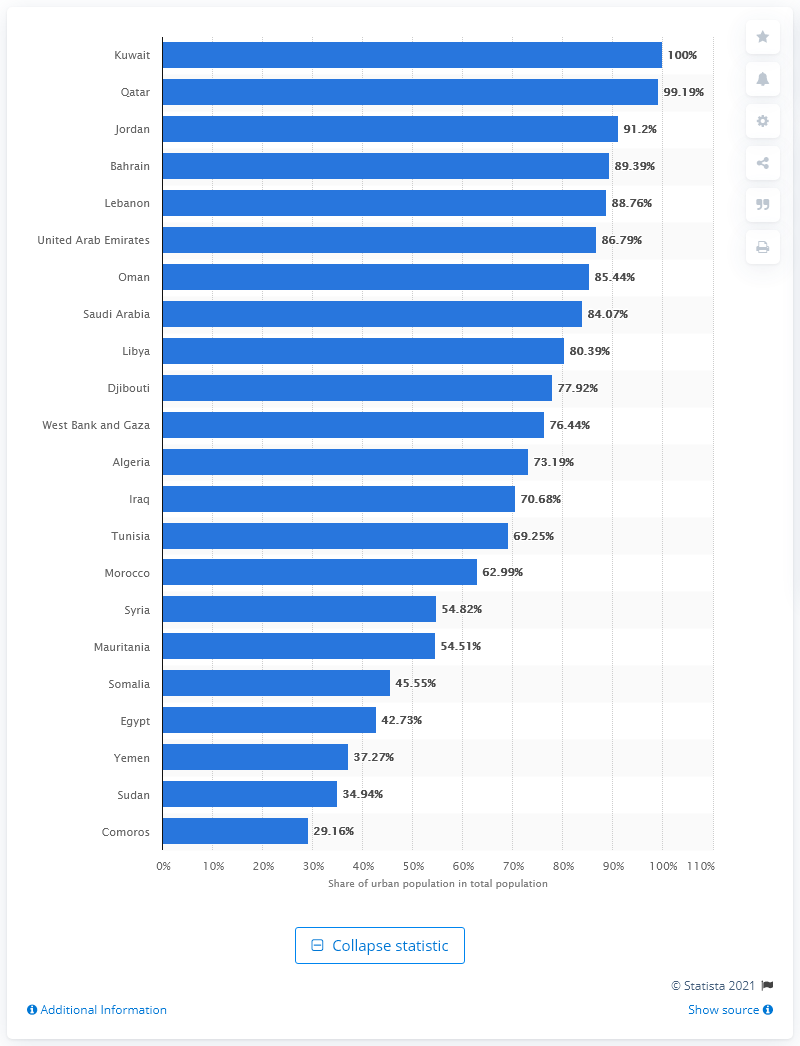 Kuwait 100%
Qatar 99.19%
Jordan 91.2%
Bahrain 89.39%
Lebanon 88.76%
United Arab Emirates 86.79%
Oman 85.44%
Saudi Arabia 84.07%
Libya 80.39%
Djibouti 77.92%
West Bank and Gaza 76.44%
Algeria 73.19%
Iraq 70.68%
Tunisia 69.25%
Morocco 62.99%
Syria 54.82%
Mauritania 54.51%
Somalia 45.55%
Egypt 42.73%
Yemen 37.27%
Sudan 34.94%
Comoros 29.16%
0% 10% 20% 30% 40% 50% 60% 70% 80% 90% 100% 110%
Share of urban population in total population
Collapse statistic
© Statista 2021
Additional Information Show source